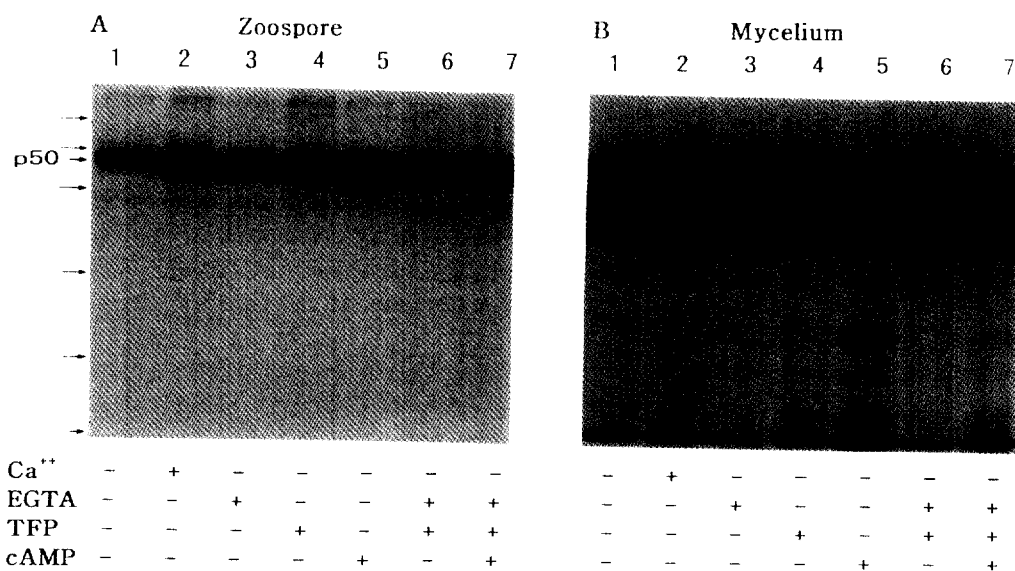 A Zoospore
1 2 3 4 5 6 7
p50
B Mycelium
1 2 3 4 5 6 7
Ca++ – + – – – – –
EGTA – – + – – + +
TFP – – – + – + +
cAMP – – – – + – +
– + – – – – –
– – + – – + +
– – – + – + +
– – – – + – +